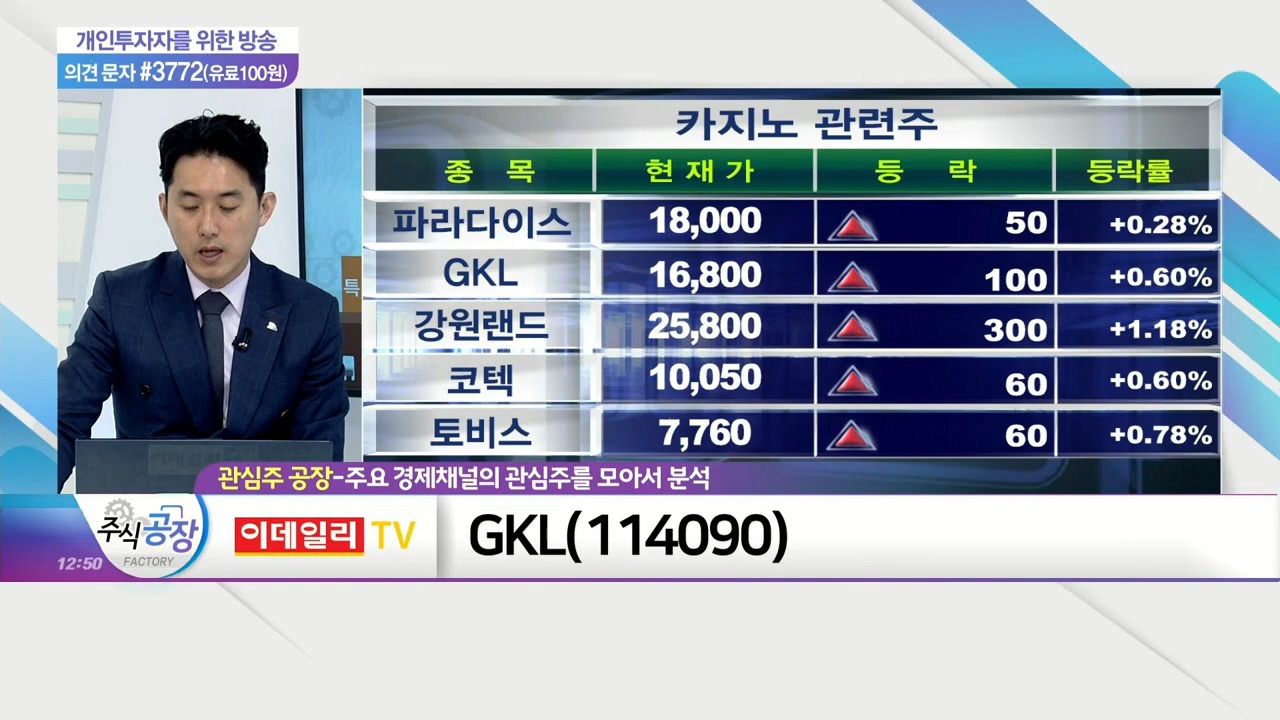 개인투자자를 위한 방송
의견 문자 #3772(유료100원)
카지노 관련주
종 목 현 재 가 등 락 등락률
파라다이스 18,000 50 +0.28%
GKL 16,800 100 +0.60%
강원랜드 25,800 300 +1.18%
코텍 10,050 60 +0.60%
토비스 7,760 60 +0.78%
특
관심주 공장-주요 경제채널의 관심주를 모아서 분석
주식공장
FACTORY
12:50
이데일리 TV
GKL(114090)